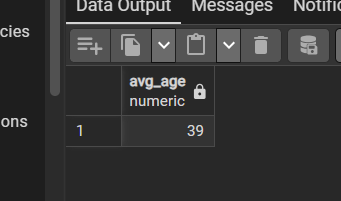 Data Output Messages Notific
cies
avg_age
numeric
1 39
ons